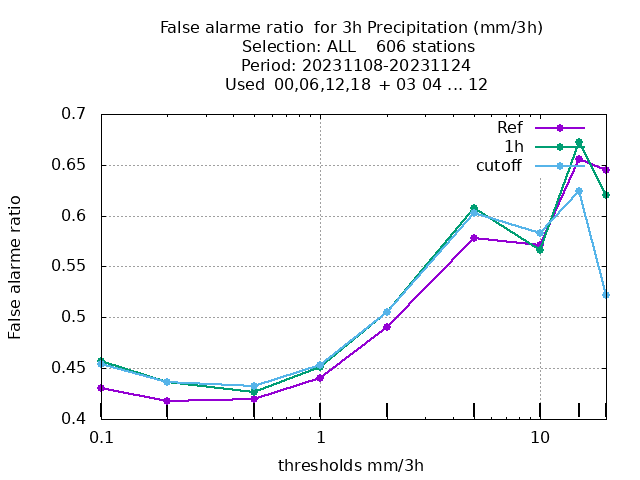 False alarme ratio  for 3h Precipitation (mm/3h)
Selection: ALL    606 stations
Period: 20231108-20231124
Used  00,06,12,18  + 03 04 ... 12
Ref
1h
cutoff
0.7
0.65
0.6
0.55
0.5
0.45
0.4
False alarme ratio
0.1
1
10
thresholds mm/3h